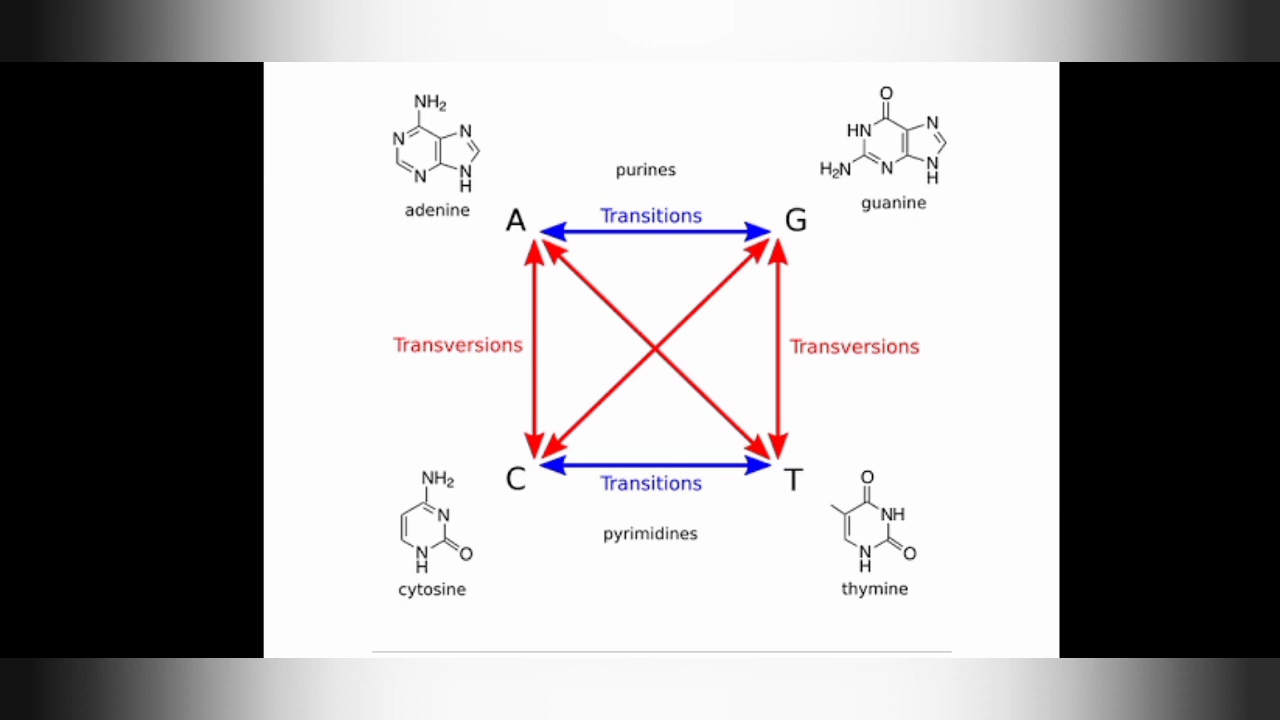 NH2
N
N
N
N
H
adenine
O
HN
N
H2N
N
N
H
guanine
purines
A
Transitions
G
Transversions
Transversions
C
Transitions
T
pyrimidines
NH2
N
N
H
O
cytosine
O
NH
N
H
O
thymine